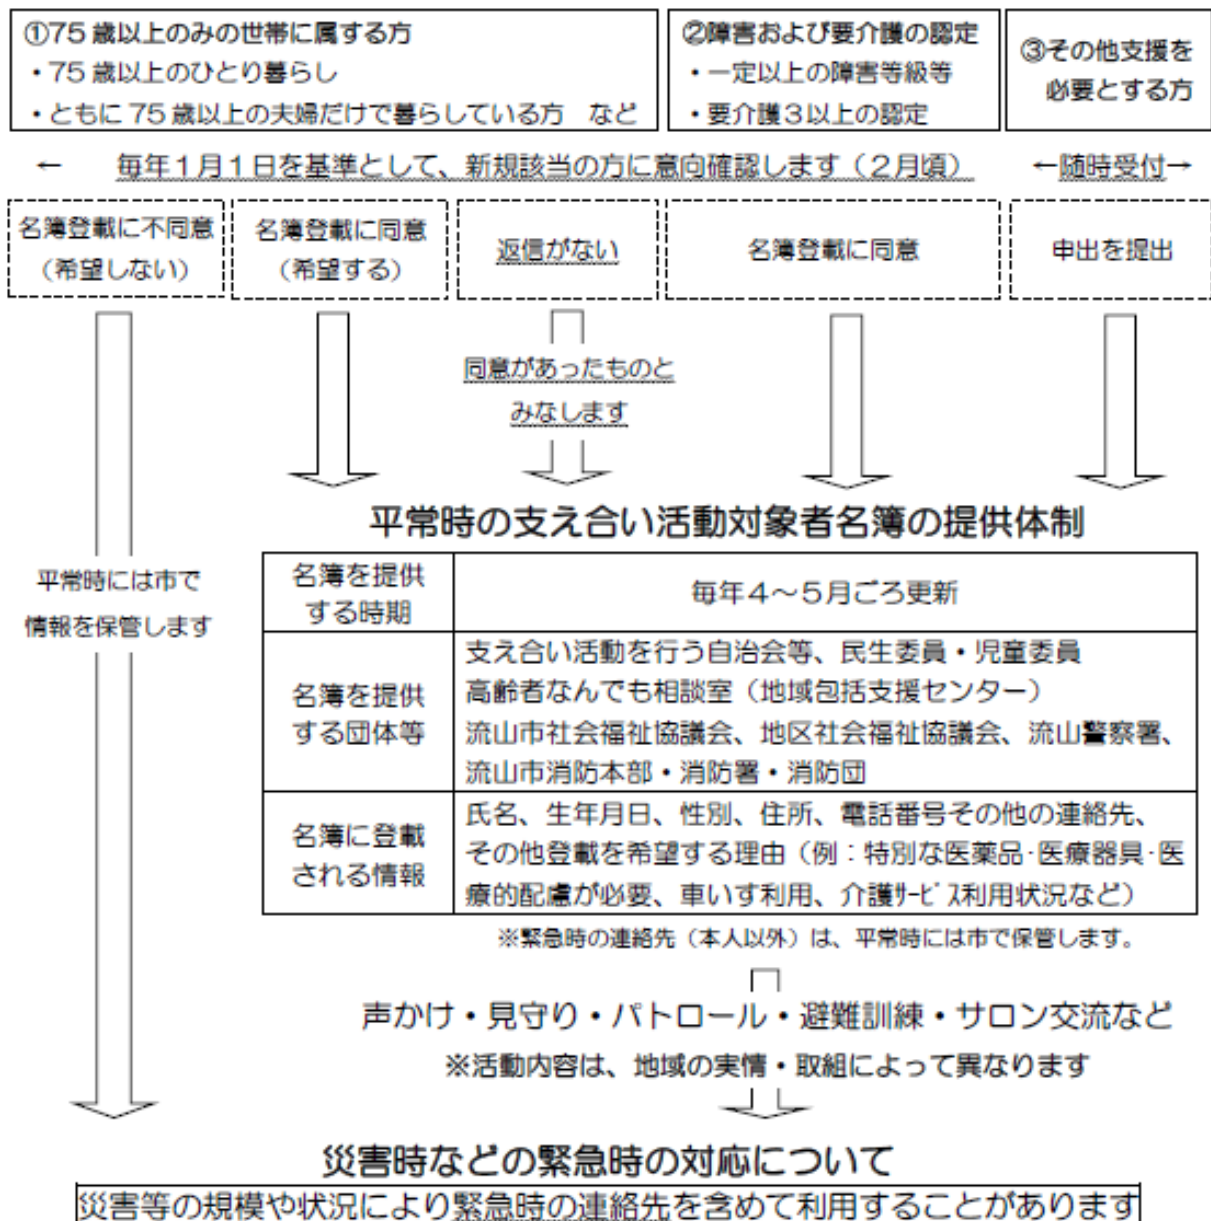 ①75歳以上のみの世帯に属する方
・75歳以上のひとり暮らし
・ともに75歳以上の夫婦だけで暮らしている方　など
②障害および要介護の認定
・一定以上の障害等級等
・要介護３以上の認定
③その他支援を
必要とする方
←　毎年１月１日を基準として、新規該当の方に意向確認します（２月頃）
←随時受付→
名簿登載に不同意
（希望しない）
名簿登載に同意
（希望する）
返信がない
名簿登載に同意
申出を提出
同意があったものと
みなします
平常時には市で
情報を保管します
平常時の支え合い活動対象者名簿の提供体制
名簿を提供
する時期
毎年４～５月ごろ更新
名簿を提供
する団体等
支え合い活動を行う自治会等、民生委員・児童委員
高齢者なんでも相談室（地域包括支援センター）
流山市社会福祉協議会、地区社会福祉協議会、流山警察署、
流山市消防本部・消防署・消防団
名簿に登載
される情報
氏名、生年月日、性別、住所、電話番号その他の連絡先、
その他登載を希望する理由（例：特別な医薬品･医療器具･医
療的配慮が必要、車いす利用、介護ｻｰﾋﾞｽ利用状況など）
※緊急時の連絡先（本人以外）は、平常時には市で保管します。
声かけ・見守り・パトロール・避難訓練・サロン交流など
※活動内容は、地域の実情・取組によって異なります
災害時などの緊急時の対応について
災害等の規模や状況により緊急時の連絡先を含めて利用することがあります